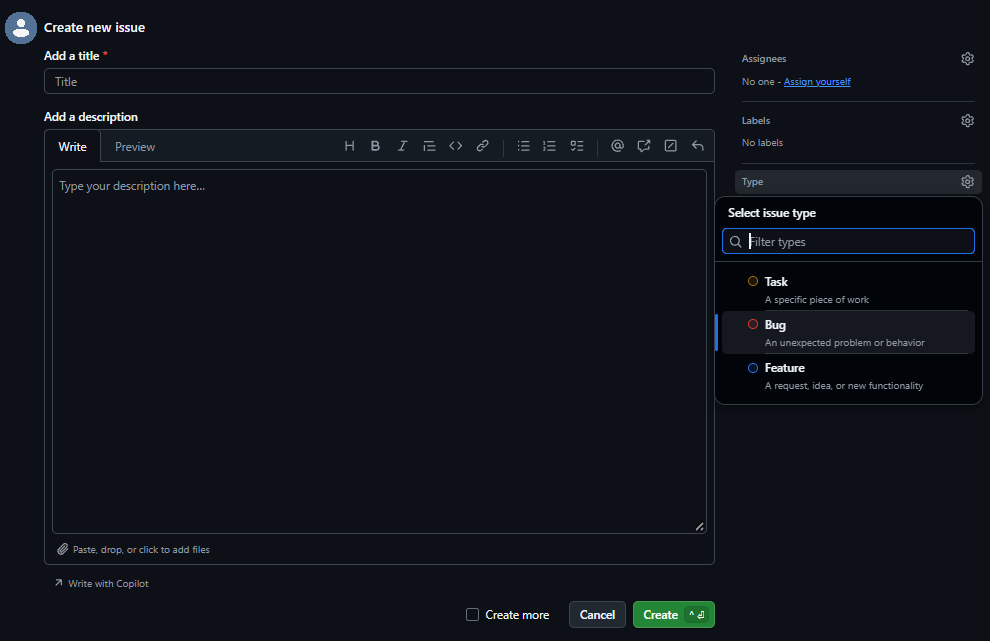 Create new issue
Add a title *
Title
Add a description
Write Preview
Type your description here...
Paste, drop, or click to add files
Write with Copilot
Create more Cancel Create ^ ⏎
Assignees
No one - Assign yourself
Labels
No labels
Type
Select issue type
Filter types
Task
A specific piece of work
Bug
An unexpected problem or behavior
Feature
A request, idea, or new functionality